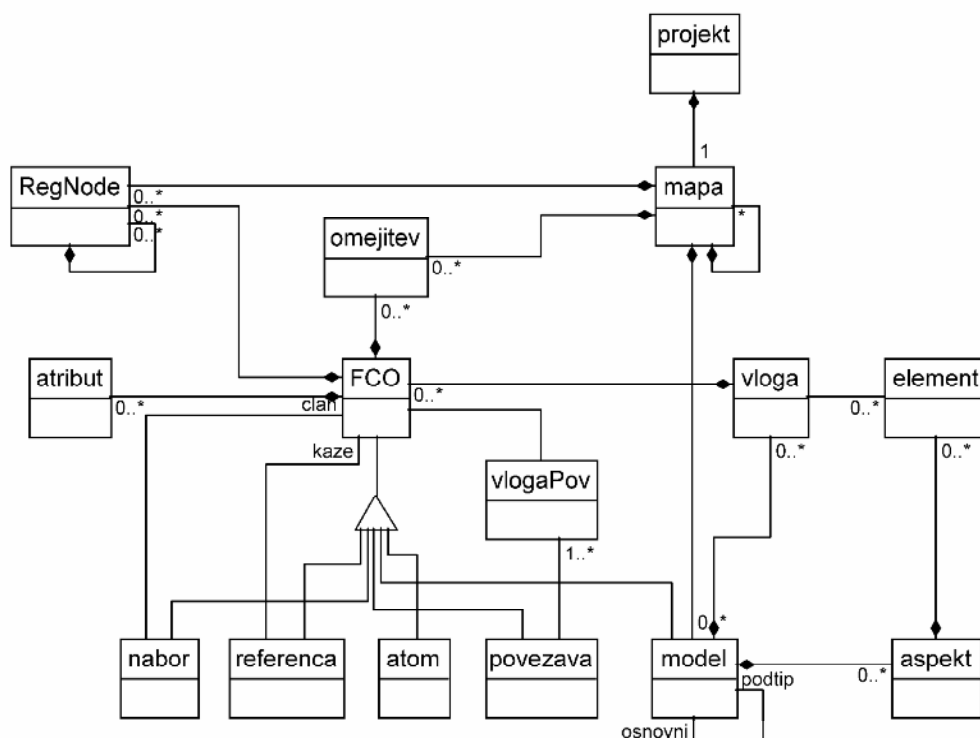 projekt
1
RegNode
0..*
0..*
0..*
mapa
*
omejitev
0..*
0..*
atribut
0..*
FCO
0..*
clan
kaze
vloga
0..*
0..*
element
0..*
vlogaPov
1..*
nabor
referenca
atom
povezava
0..*
model
podtip
osnovni
0..*
aspekt